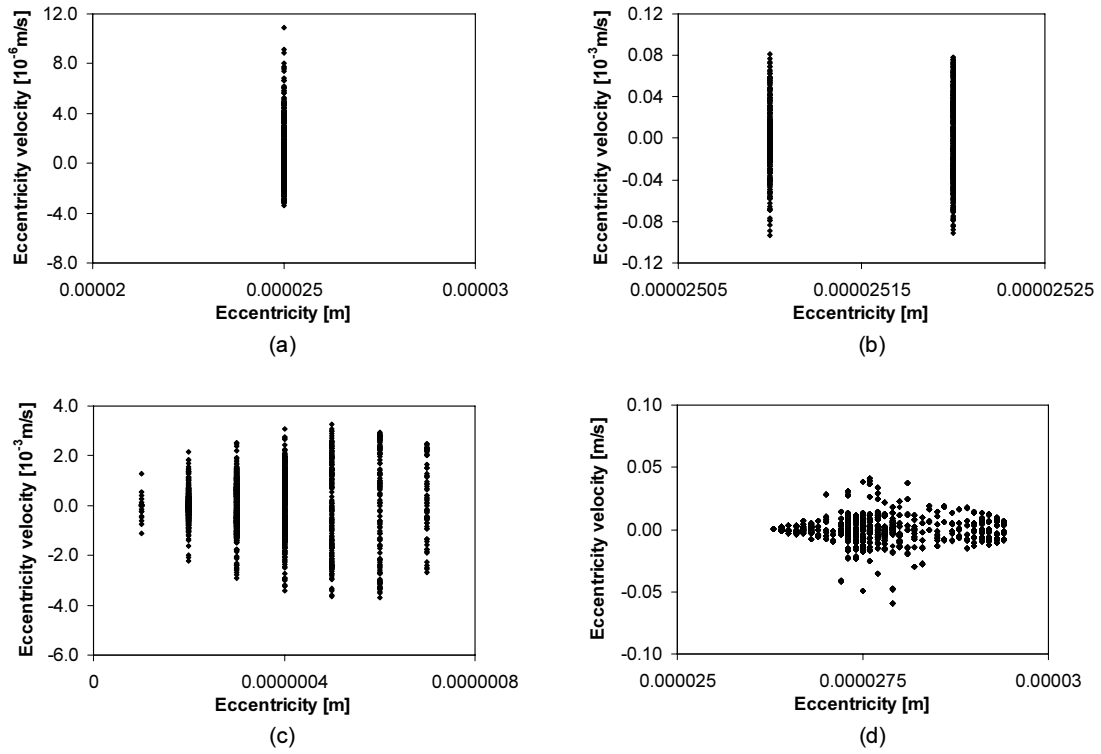 12.0
8.0
4.0
0.0
-4.0
-8.0
Eccentricity velocity [10⁻⁶m/s]
0.00002 0.000025 0.00003
Eccentricity [m]
(a)
0.12
0.08
0.04
0.00
-0.04
-0.08
-0.12
Eccentricity velocity [10⁻³m/s]
0.00002505 0.00002515 0.00002525
Eccentricity [m]
(b)
4.0
2.0
0.0
-2.0
-4.0
-6.0
Eccentricity velocity [10⁻³m/s]
0 0.0000004 0.0000008
Eccentricity [m]
(c)
0.10
0.05
0.00
-0.05
-0.10
Eccentricity velocity [m/s]
0.000025 0.0000275 0.00003
Eccentricity [m]
(d)